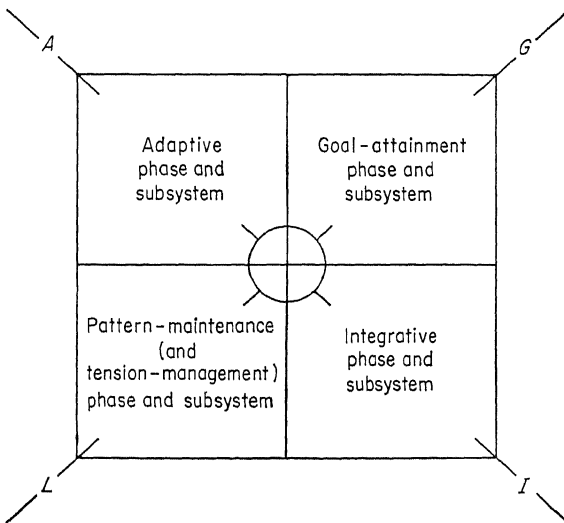 A
G
Adaptive
phase and
subsystem
Goal-attainment
phase and
subsystem
Pattern-maintenance
(and
tension-management)
phase and subsystem
Integrative
phase and
subsystem
L
I